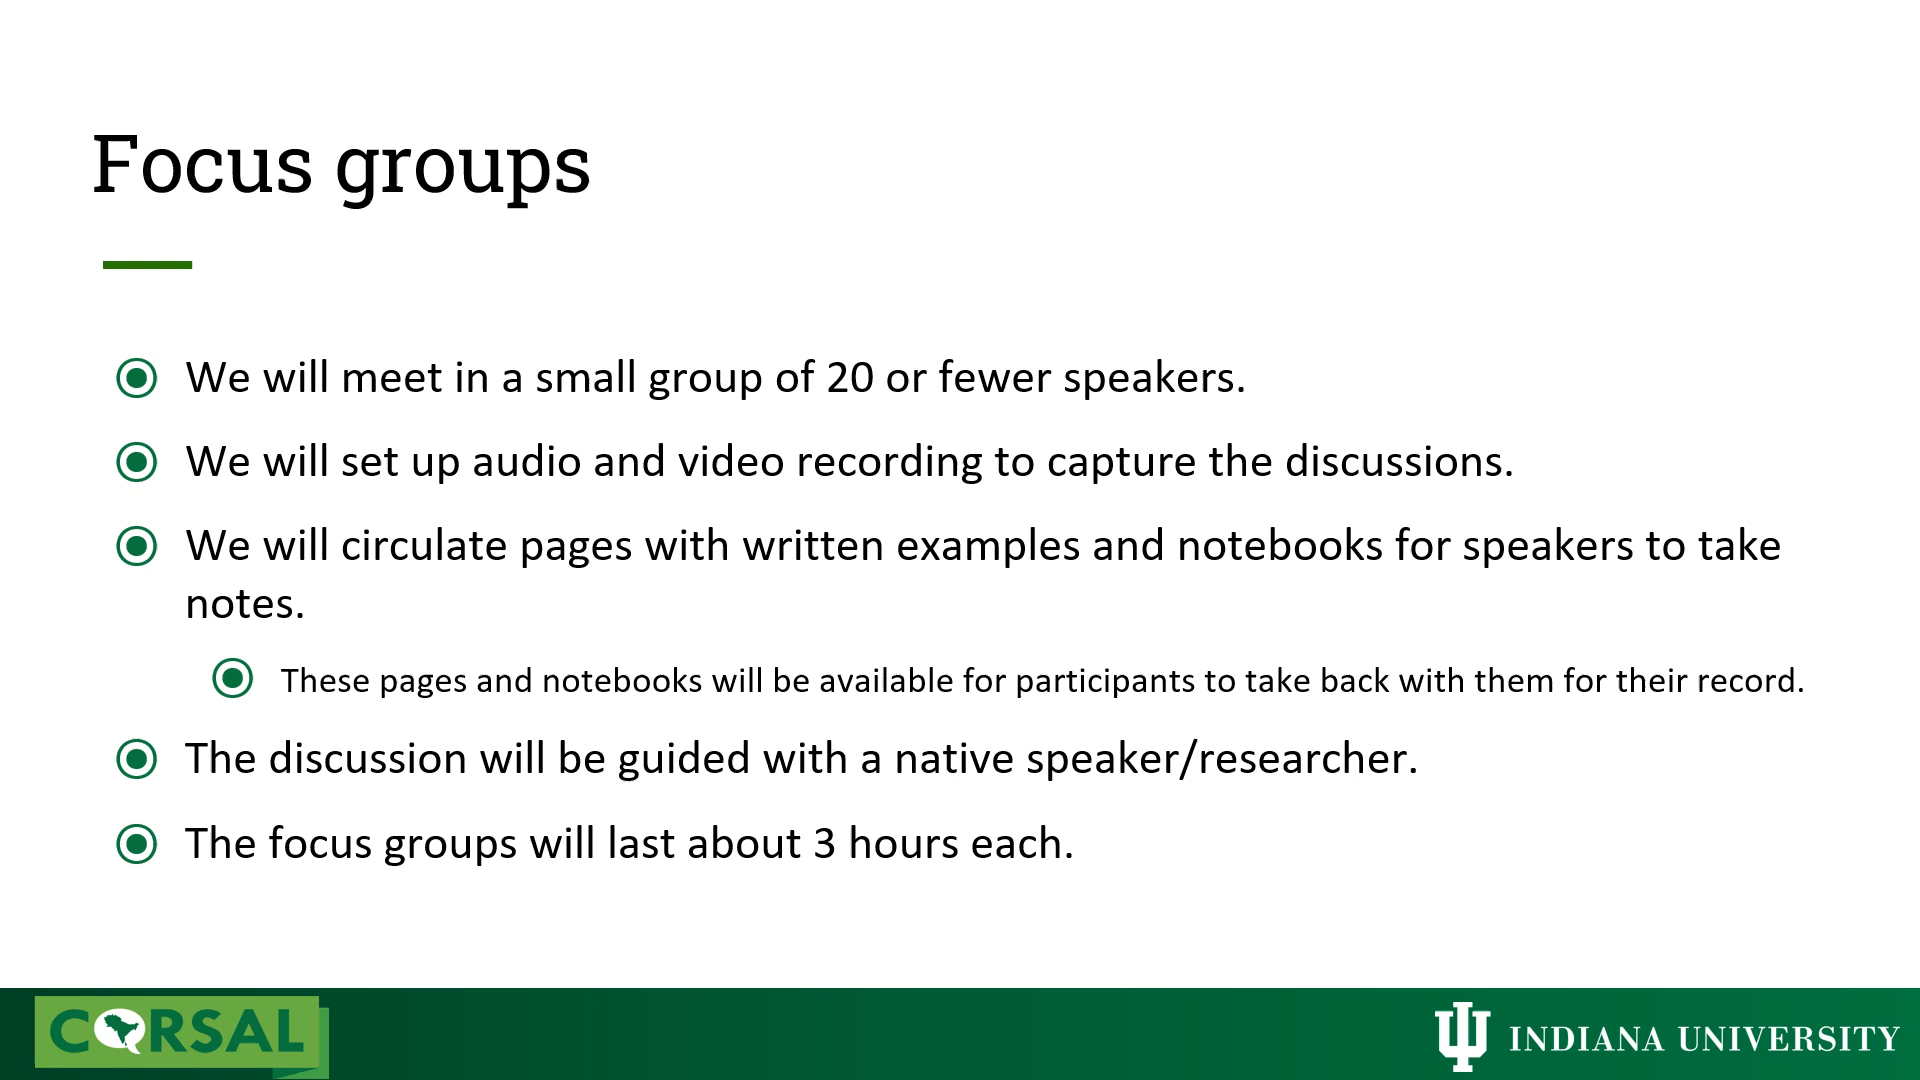 Focus groups
We will meet in a small group of 20 or fewer speakers.
We will set up audio and video recording to capture the discussions.
We will circulate pages with written examples and notebooks for speakers to take
notes.
These pages and notebooks will be available for participants to take back with them for their record.
The discussion will be guided with a native speaker/researcher.
The focus groups will last about 3 hours each.
CORSAL
INDIANA UNIVERSITY